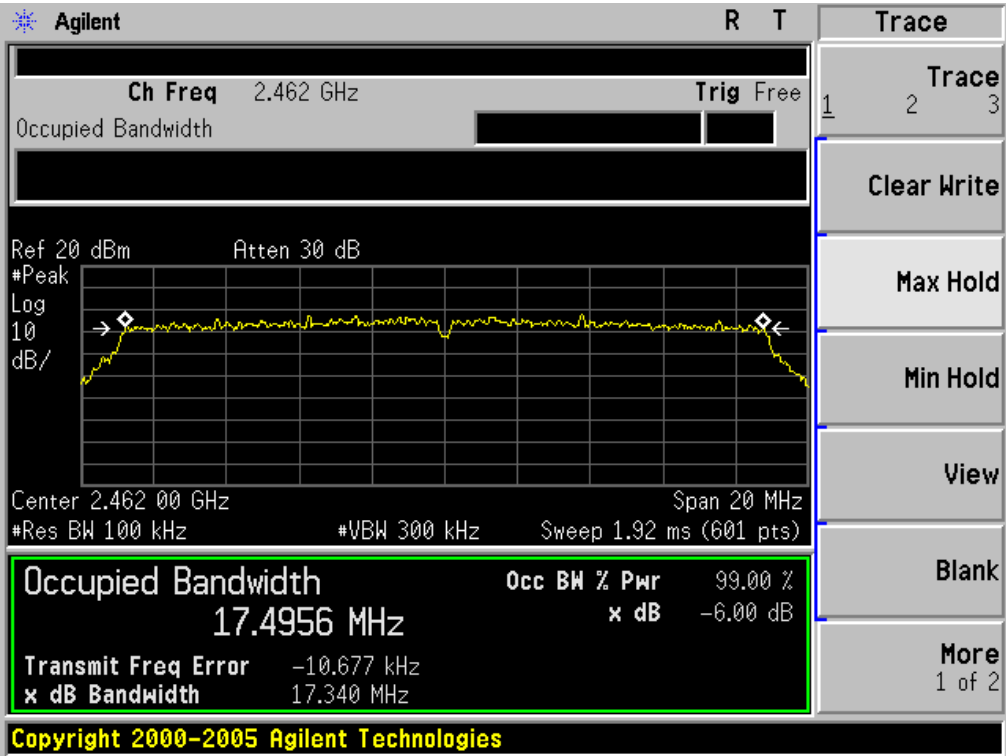 Agilent R T
Trace
Ch Freq 2.462 GHz Trig Free
Occupied Bandwidth
Trace
1 2 3
Clear Write
Max Hold
Min Hold
View
Blank
More
1 of 2
Ref 20 dBm Atten 30 dB
#Peak
Log
10
dB/
Center 2.462 00 GHz Span 20 MHz
#Res BW 100 kHz #VBW 300 kHz Sweep 1.92 ms (601 pts)
Occupied Bandwidth Occ BW % Pwr 99.00 %
17.4956 MHz x dB -6.00 dB
Transmit Freq Error -10.677 kHz
x dB Bandwidth 17.340 MHz
Copyright 2000-2005 Agilent Technologies